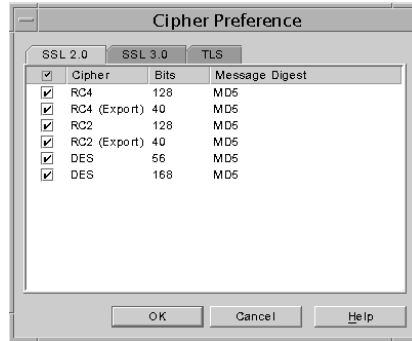 Cipher Preference
SSL 2.0 SSL 3.0 TLS
Cipher Bits Message Digest
RC4 128 MD5
RC4 (Export) 40 MD5
RC2 128 MD5
RC2 (Export) 40 MD5
DES 56 MD5
DES 168 MD5
OK Cancel Help